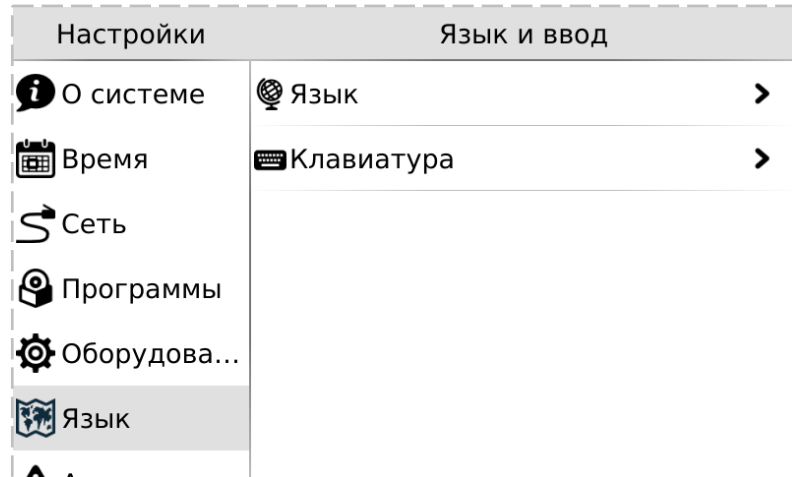 Настройки
Язык и ввод
О системе
Время
Сеть
Программы
Оборудова...
Язык
Язык
Клавиатура